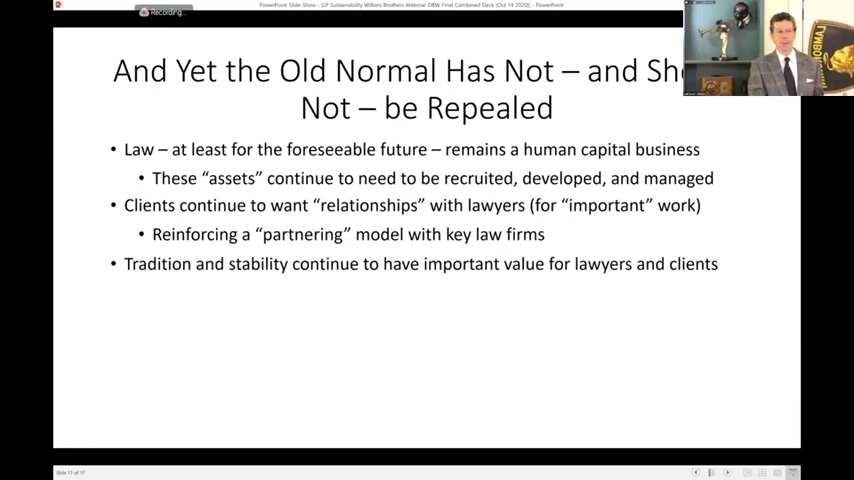 PowerPoint Slide Show - [LP Sustainability Wilkins Brothers Webinar DBW Final Combined Deck (Oct 14 2020)] - PowerPoint
Recording...
And Yet the Old Normal Has Not – and Sh
Not – be Repealed
• Law – at least for the foreseeable future – remains a human capital business
• These “assets” continue to need to be recruited, developed, and managed
• Clients continue to want “relationships” with lawyers (for “important” work)
• Reinforcing a “partnering” model with key law firms
• Tradition and stability continue to have important value for lawyers and clients
Slide 11 of 17